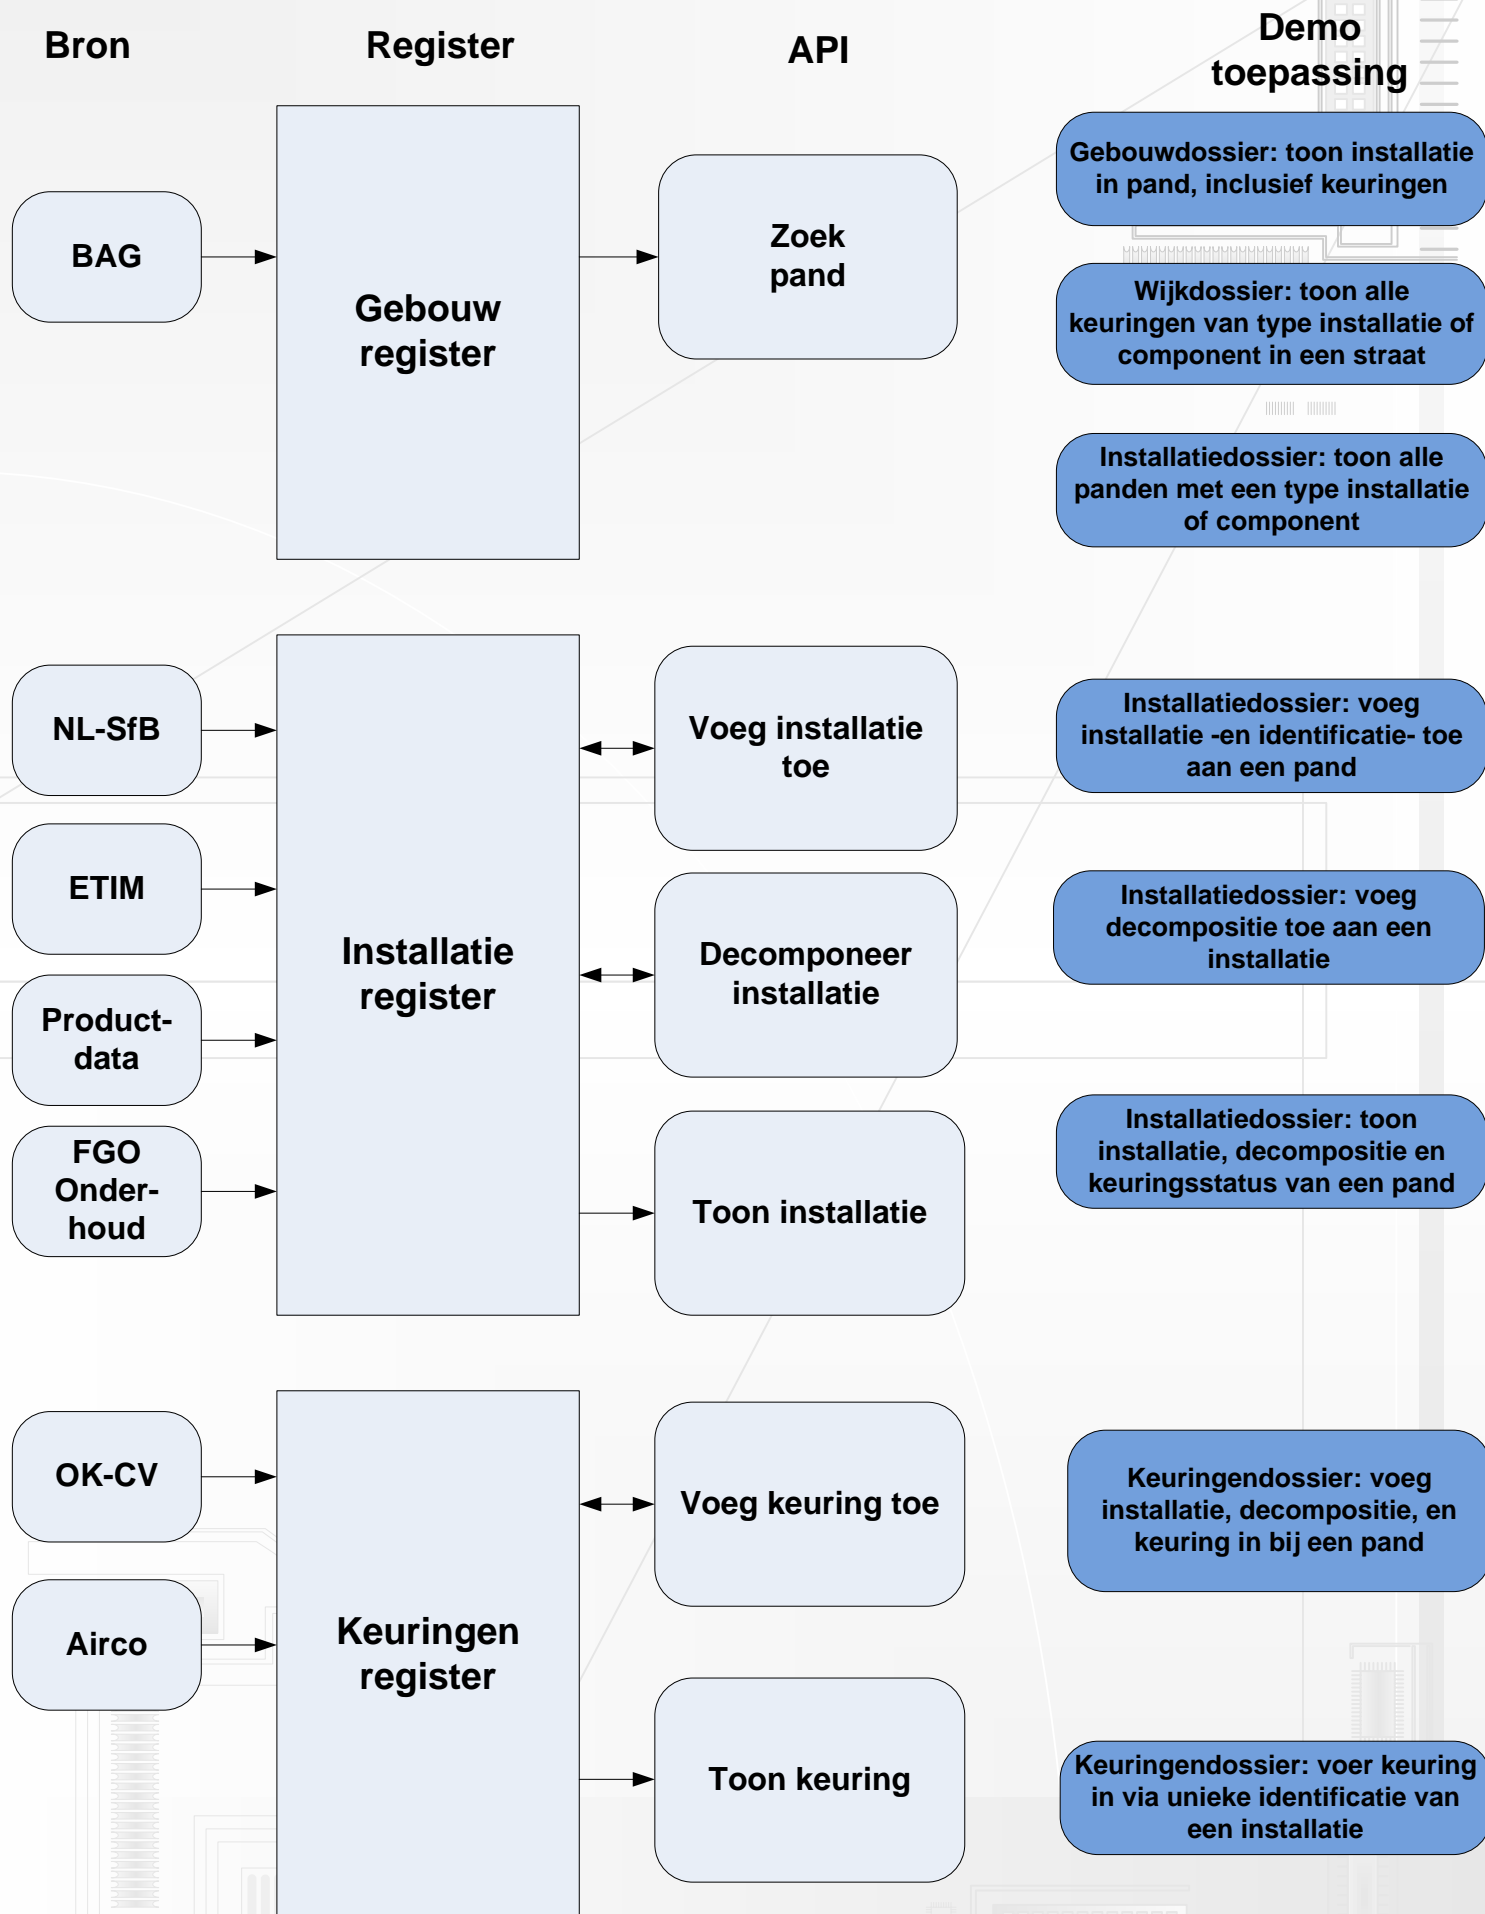 Bron
Register
API
Demo
toepassing
BAG
Gebouw
register
Zoek
pand
Gebouwdossier: toon installatie
in pand, inclusief keuringen
Wijkdossier: toon alle
keuringen van type installatie of
component in een straat
Installatiedossier: toon alle
panden met een type installatie
of component
NL-SfB
ETIM
Product-
data
FGO
Onder-
houd
Installatie
register
Voeg installatie
toe
Decomponeer
installatie
Toon installatie
Installatiedossier: voeg
installatie -en identificatie- toe
aan een pand
Installatiedossier: voeg
decompositie toe aan een
installatie
Installatiedossier: toon
installatie, decompositie en
keuringsstatus van een pand
OK-CV
Airco
Keuringen
register
Voeg keuring toe
Toon keuring
Keuringendossier: voeg
installatie, decompositie, en
keuring in bij een pand
Keuringendossier: voer keuring
in via unieke identificatie van
een installatie